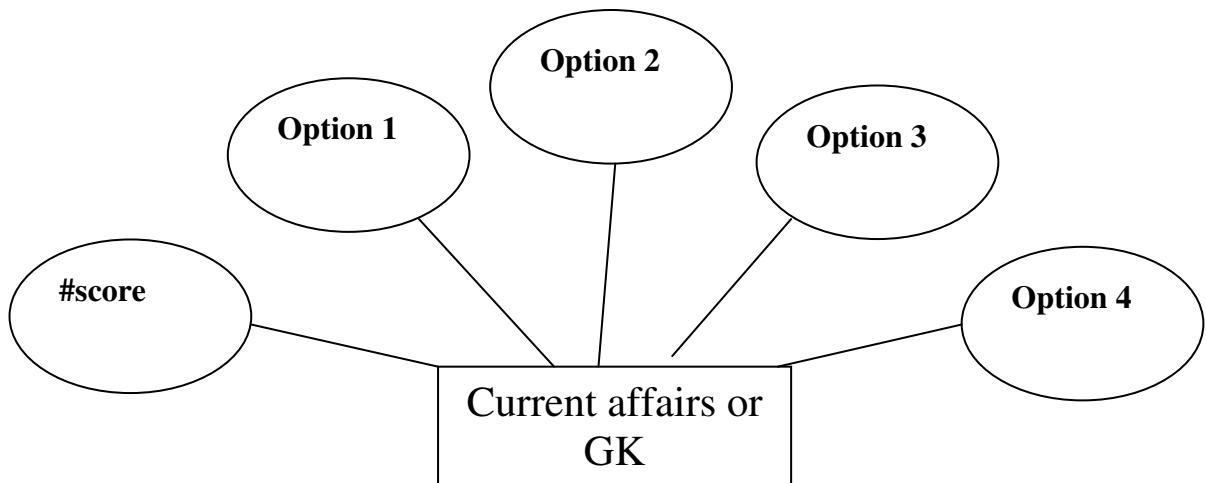 Option 2
Option 1
Option 3
#score
Option 4
Current affairs or
GK